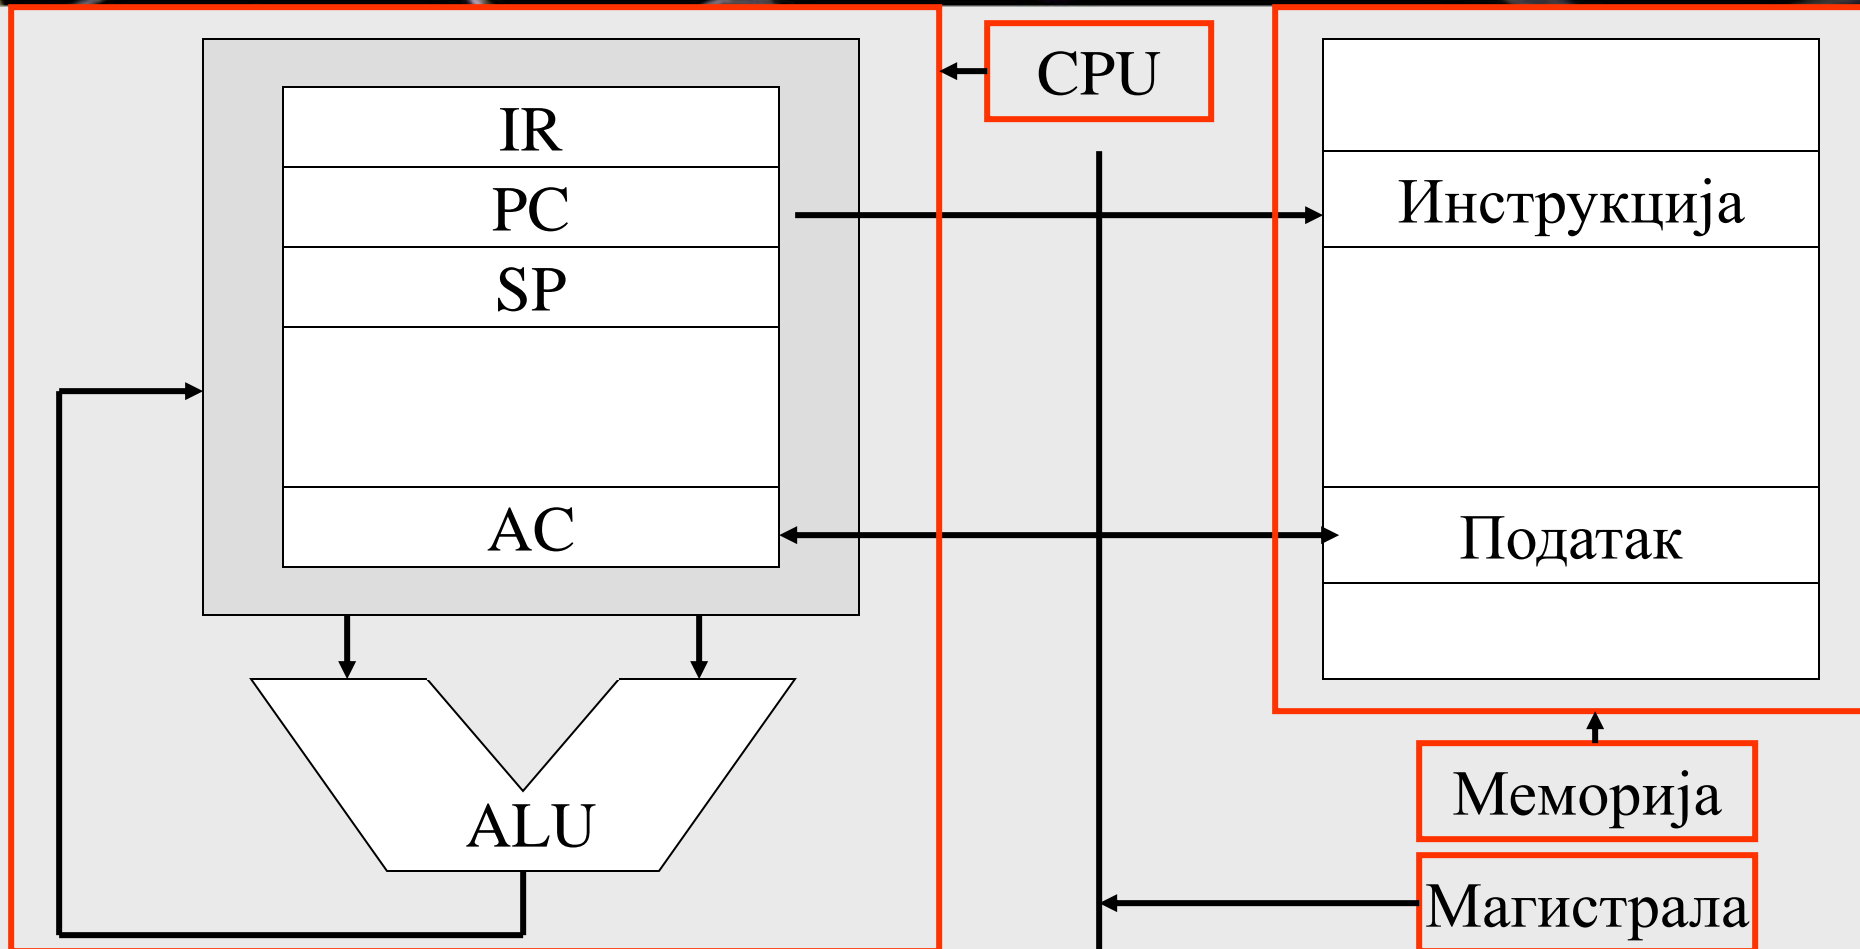 CPU
IR
PC
SP
AC
ALU
Инструкција
Податак
Меморија
Магистрала